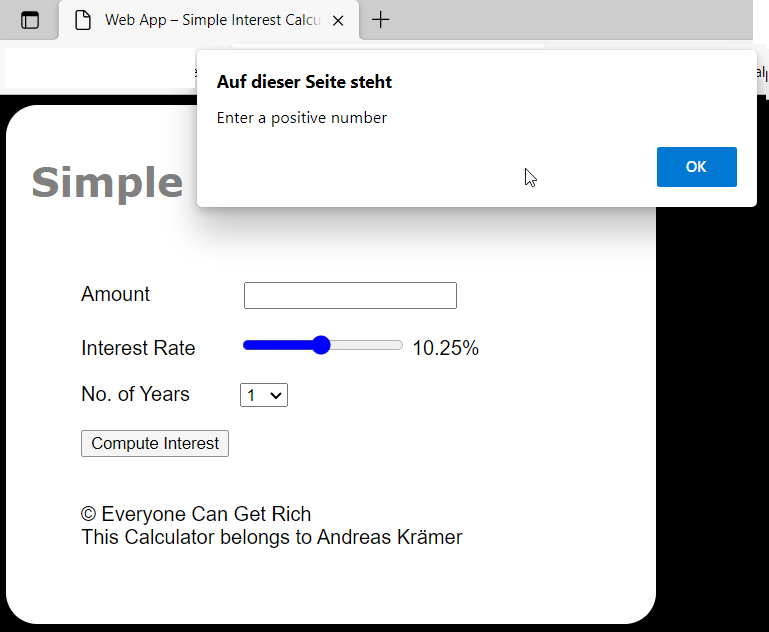 Web App – Simple Interest Calcu
Auf dieser Seite steht
Enter a positive number
OK
Simple
Amount
Interest Rate
10.25%
No. of Years
1
Compute Interest
© Everyone Can Get Rich
This Calculator belongs to Andreas Krämer